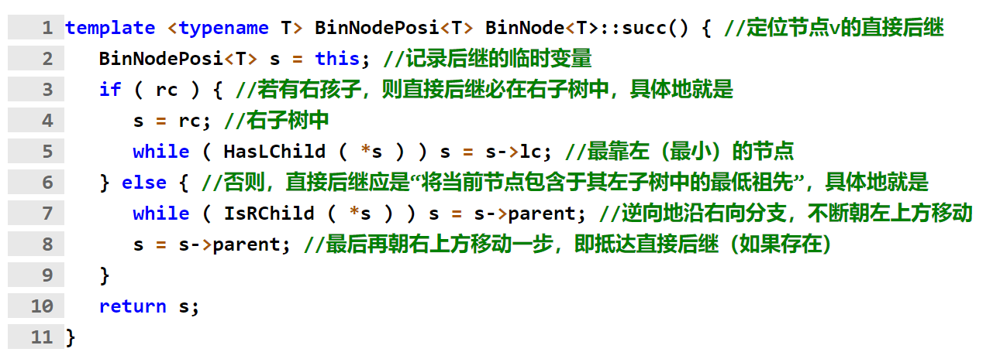 1 template <typename T> BinNodePosi<T> BinNode<T>::succ() { //定位节点v的直接后继
2    BinNodePosi<T> s = this; //记录后继的临时变量
3    if ( rc ) { //若有右孩子，则直接后继必在右子树中，具体地就是
4       s = rc; //右子树中
5       while ( HasLChild ( *s ) ) s = s->lc; //最靠左（最小）的节点
6    } else { //否则，直接后继应是“将当前节点包含于其左子树中的最低祖先”，具体地就是
7       while ( IsRChild ( *s ) ) s = s->parent; //逆向地沿右向分支，不断朝左上方移动
8       s = s->parent; //最后再朝右上方移动一步，即抵达直接后继（如果存在）
9    }
10    return s;
11 }